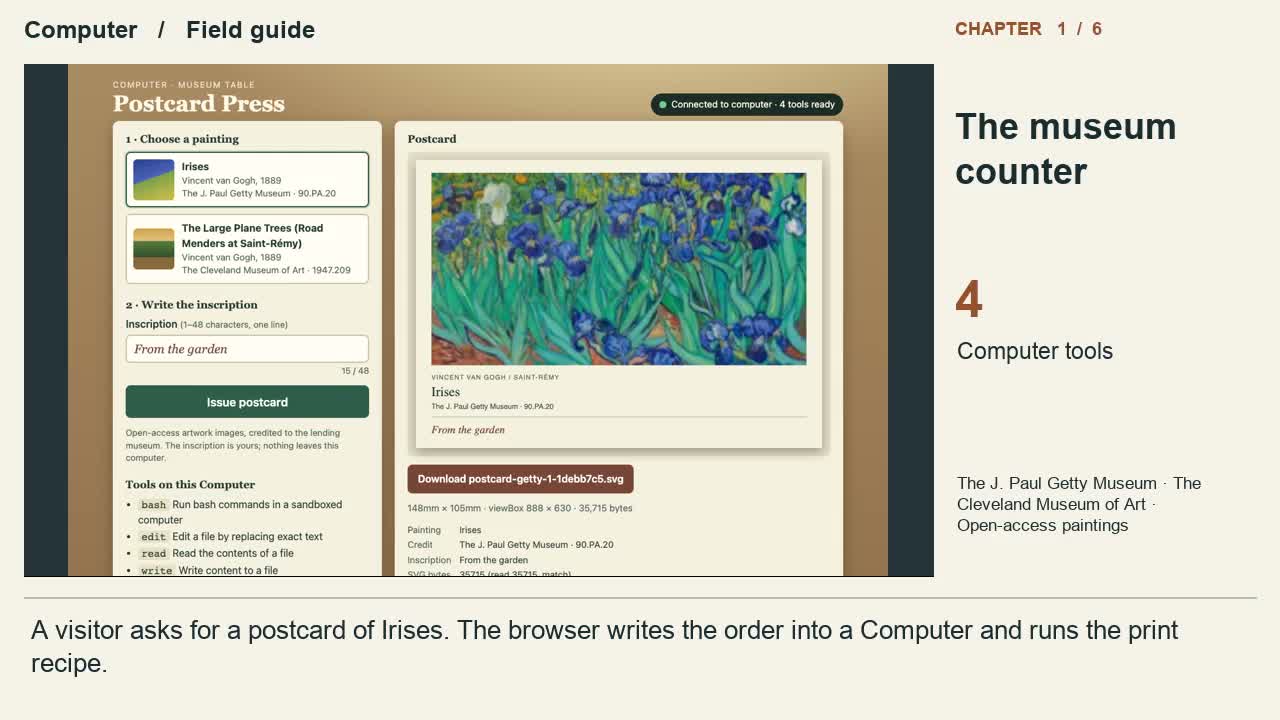 Computer / Field guide
CHAPTER 1 / 6
COMPUTER · MUSEUM TABLE
Postcard Press
Connected to computer · 4 tools ready
1 · Choose a painting
Irises
Vincent van Gogh, 1889
The J. Paul Getty Museum · 90.PA.20
The Large Plane Trees (Road
Menders at Saint-Rémy)
Vincent van Gogh, 1889
The Cleveland Museum of Art · 1947.209
2 · Write the inscription
Inscription (1–48 characters, one line)
From the garden
15 / 48
Issue postcard
Open-access artwork images, credited to the lending
museum. The inscription is yours; nothing leaves this
computer.
Tools on this Computer
• bash Run bash commands in a sandboxed
computer
• edit Edit a file by replacing exact text
• read Read the contents of a file
• write Write content to a file
Postcard
VINCENT VAN GOGH / SAINT-RÉMY
Irises
The J. Paul Getty Museum · 90.PA.20
From the garden
Download postcard-getty-1-1debb7c5.svg
148mm × 105mm · viewBox 888 × 630 · 35,715 bytes
Painting Irises
Credit The J. Paul Getty Museum · 90.PA.20
Inscription From the garden
SVG bytes 35715 (read 35715, match)
The museum
counter
4
Computer tools
The J. Paul Getty Museum · The
Cleveland Museum of Art ·
Open-access paintings
A visitor asks for a postcard of Irises. The browser writes the order into a Computer and runs the print
recipe.